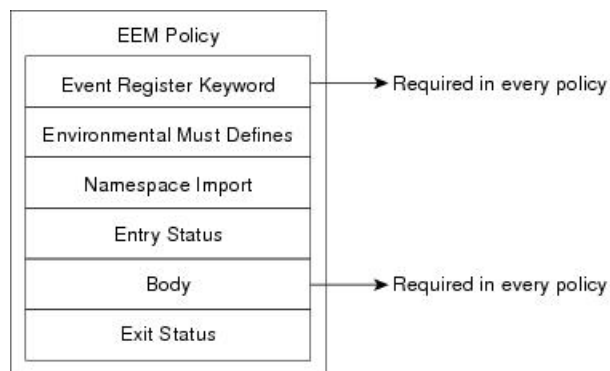 EEM Policy
Event Register Keyword
Required in every policy
Environmental Must Defines
Namespace Import
Entry Status
Body
Required in every policy
Exit Status